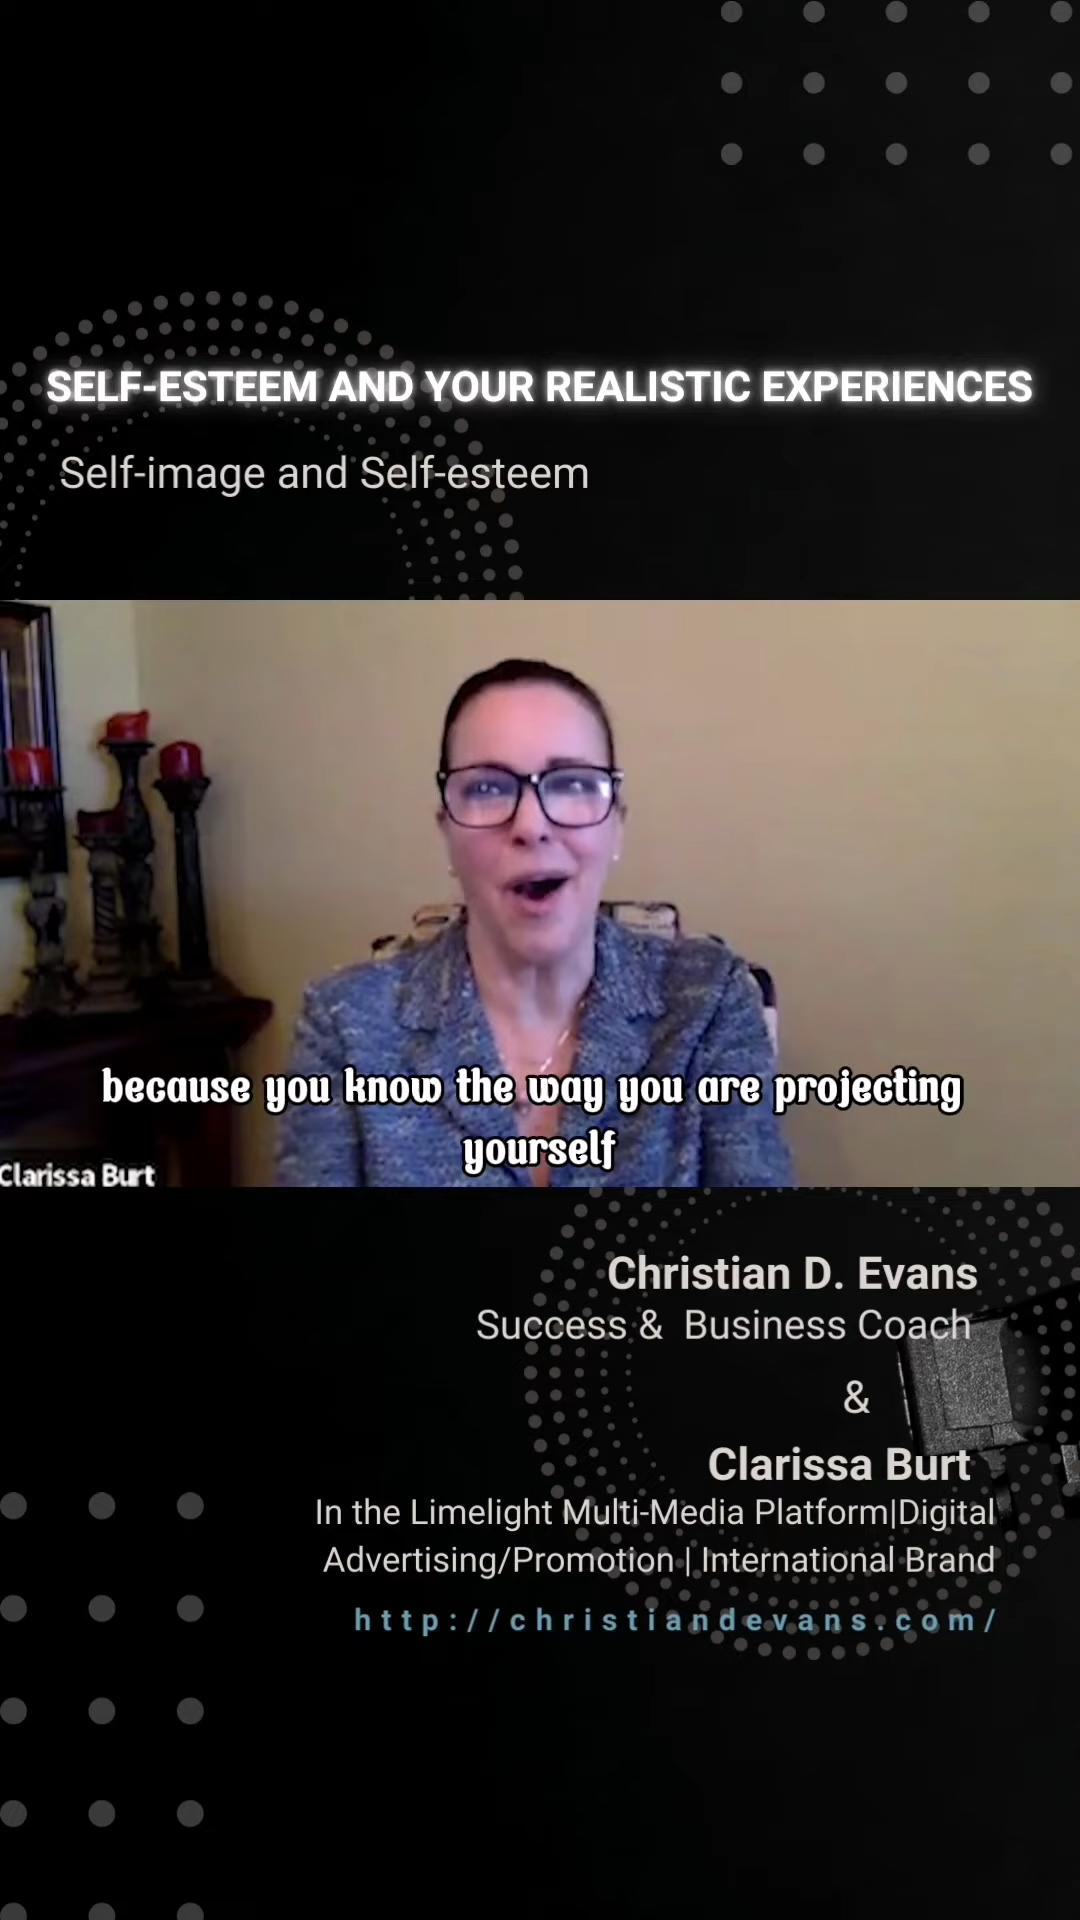 SELF-ESTEEM AND YOUR REALISTIC EXPERIENCES
Self-image and Self-esteem
because you know the way you are projecting
yourself
Clarissa Burt
Christian D. Evans
Success & Business Coach
&
Clarissa Burt
In the Limelight Multi-Media Platform|Digital
Advertising/Promotion | International Brand
http://christiandevans.com/